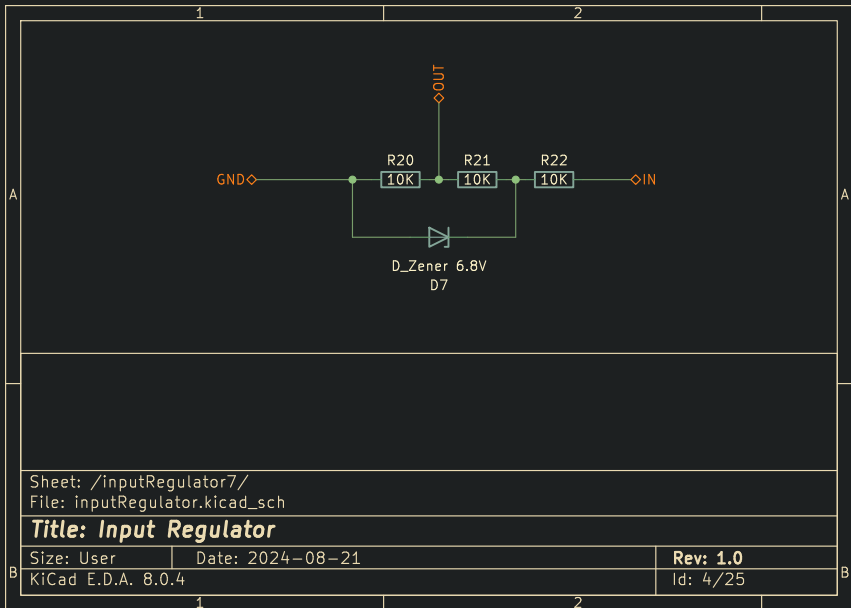 1 2
OUT
R20 R21 R22
GND 10K 10K 10K IN
A A
D_Zener 6.8V
D7
Sheet: /inputRegulator7/
File: inputRegulator.kicad_sch
Title: Input Regulator
Size: User Date: 2024-08-21 Rev: 1.0
B B
KiCad E.D.A. 8.0.4 Id: 4/25
1 2